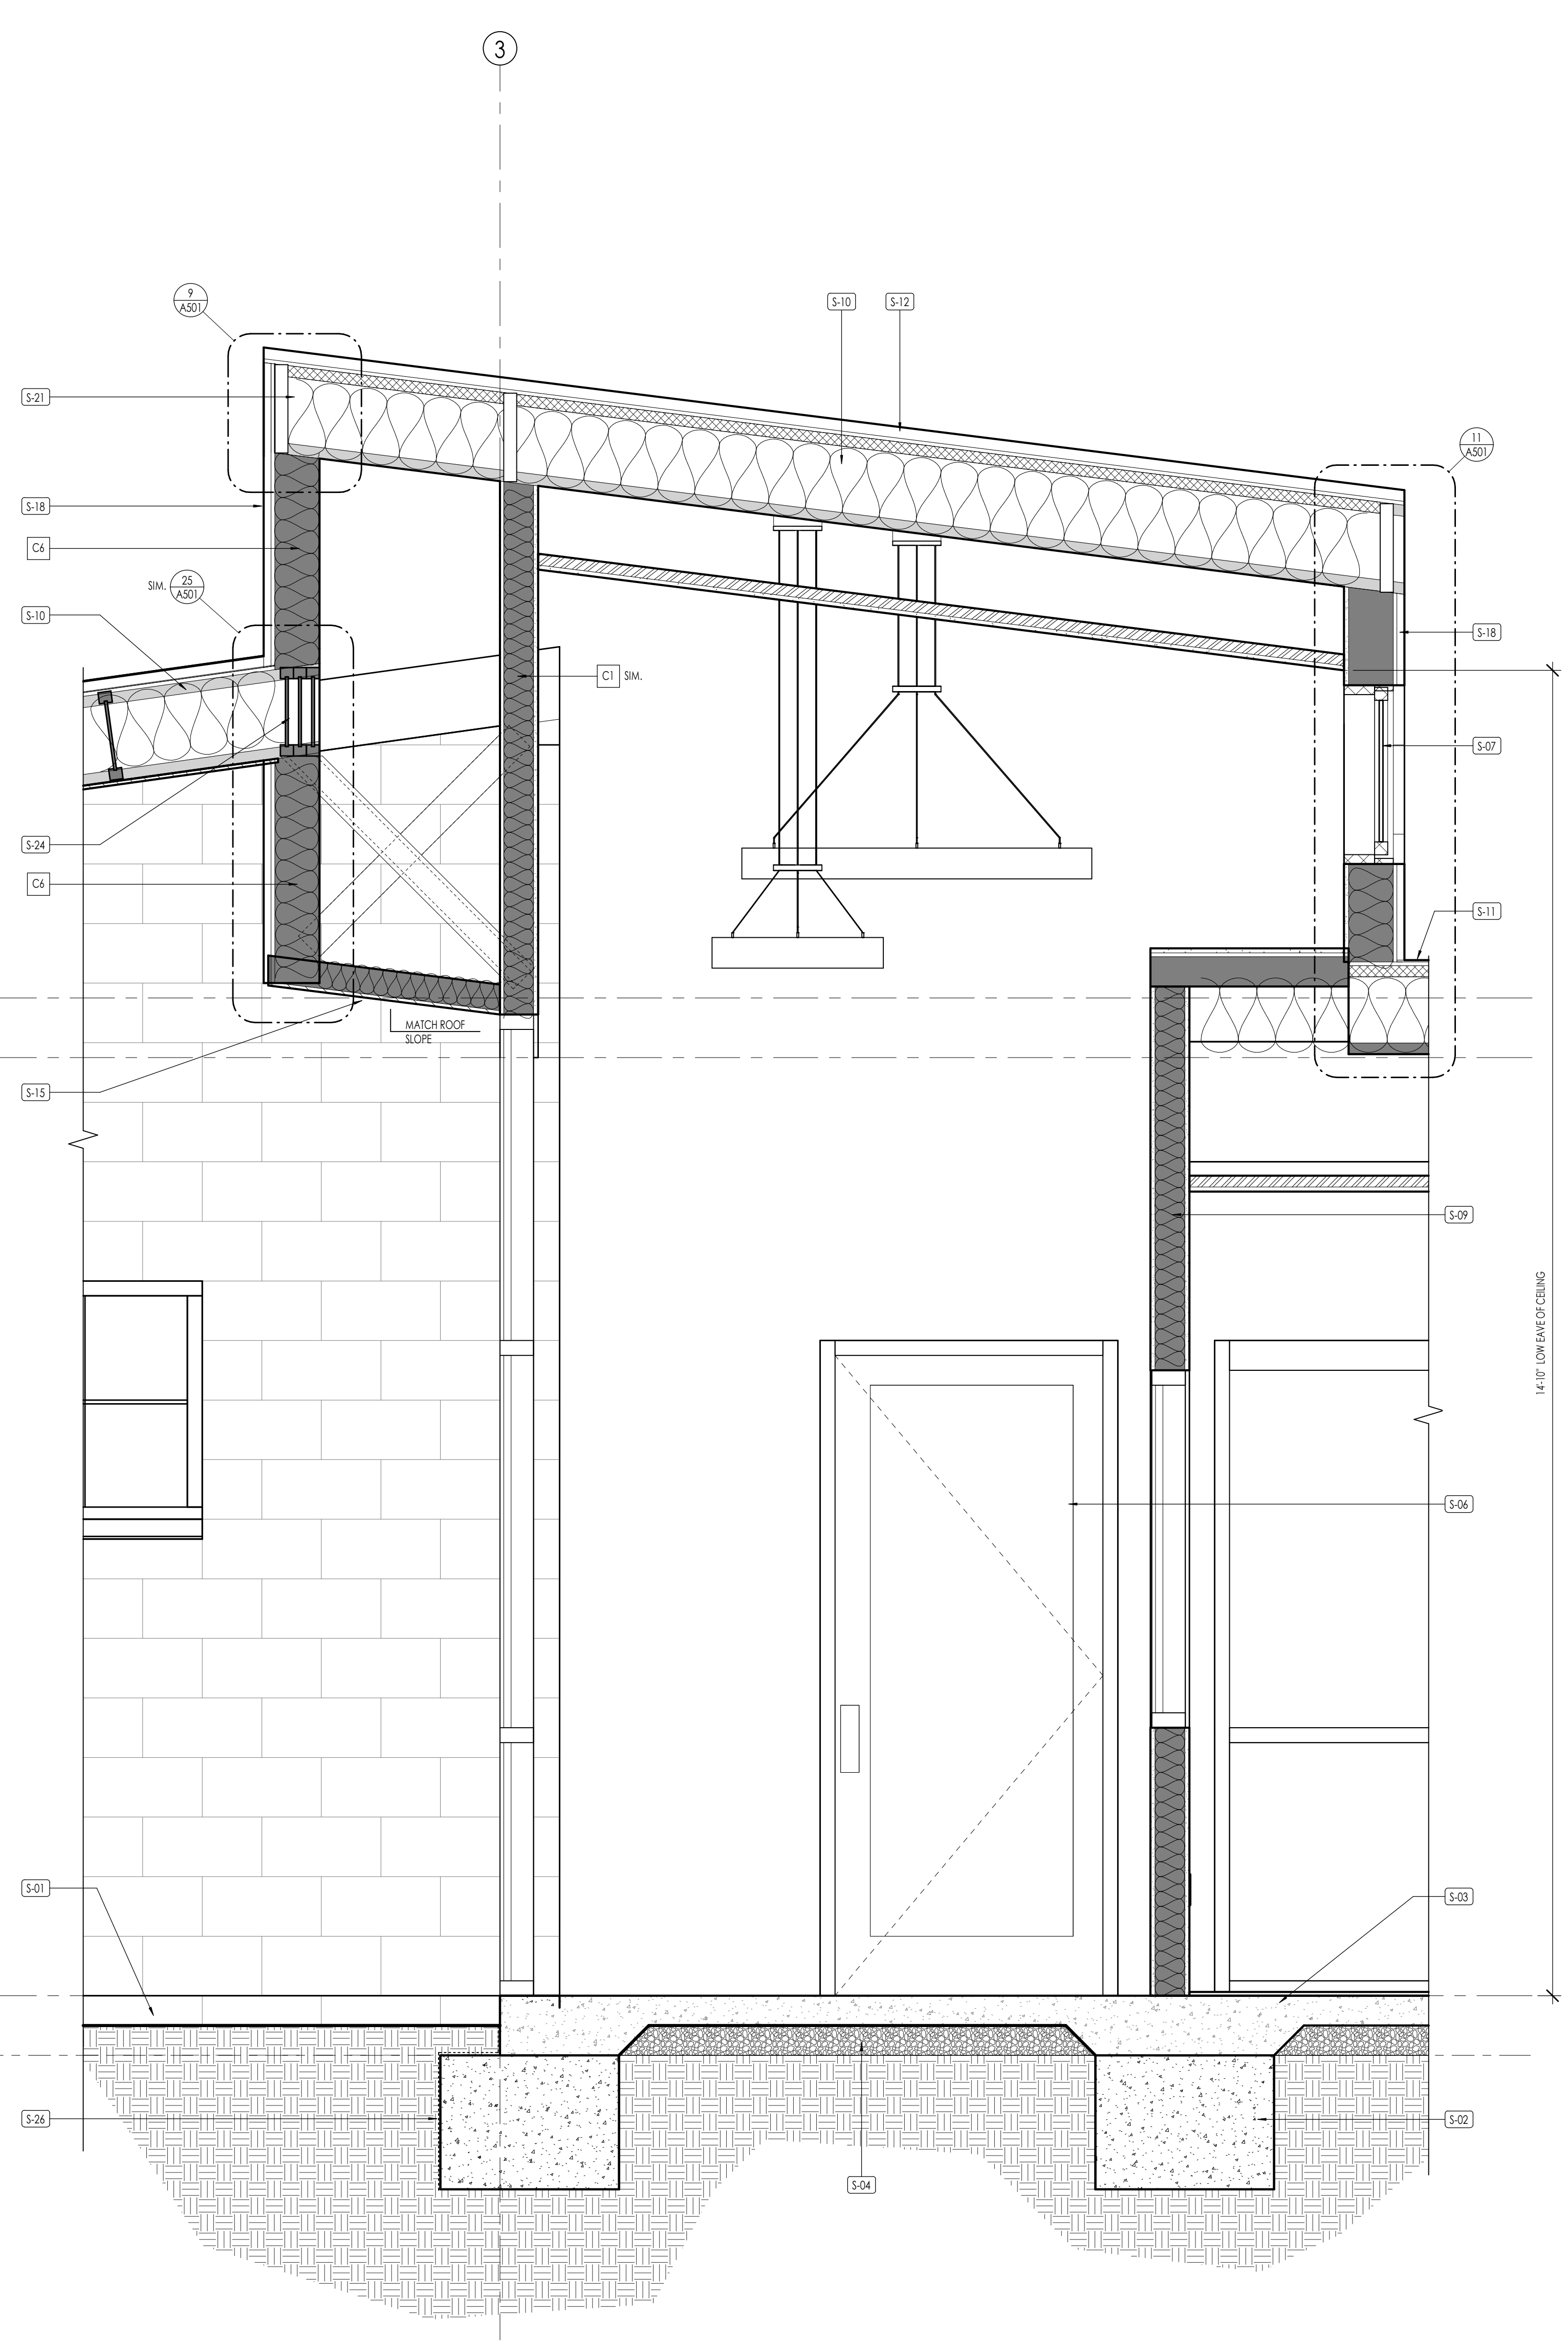 3
9
A501
S-10
S-12
S-21
11
A501
S-18
C6
SIM.
25
A501
S-10
S-18
C1
SIM.
S-07
S-24
C6
S-11
MATCH ROOF
SLOPE
S-15
S-09
14'-10" LOW EAVE OF CEILING
S-06
S-01
S-03
S-26
S-02
S-04